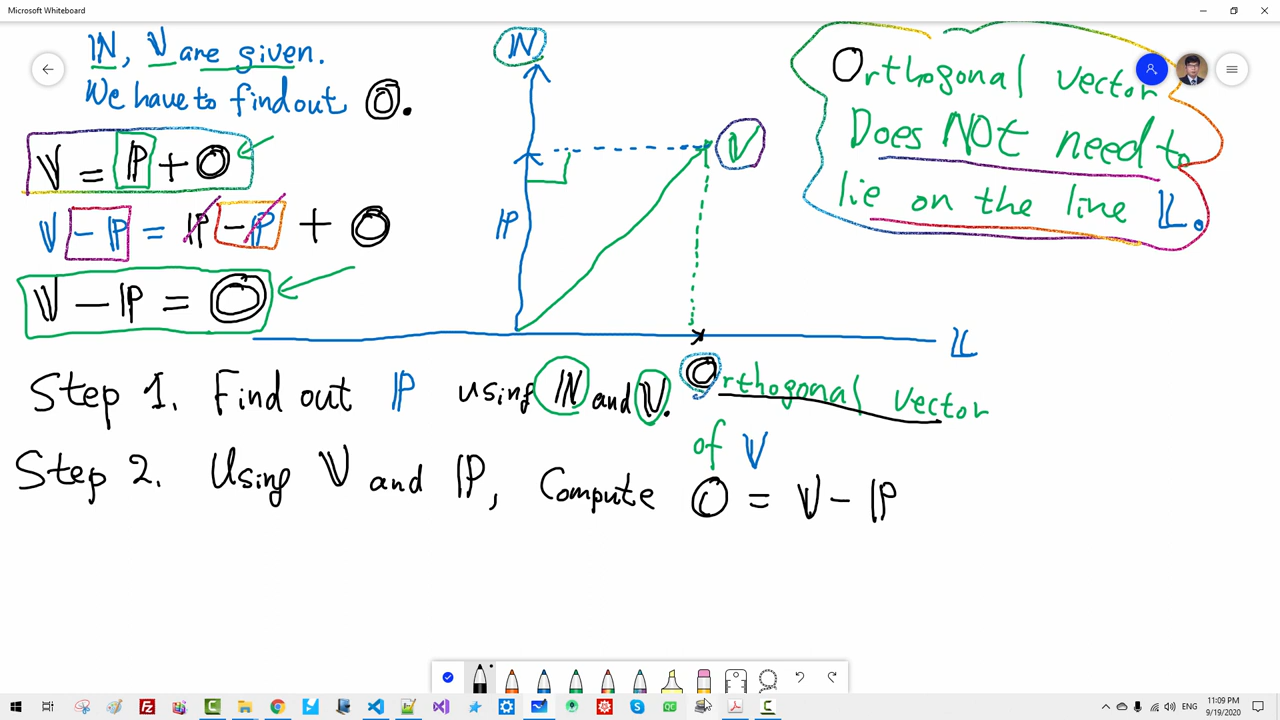 Microsoft Whiteboard
ℕ, 𝕍 are given.
We have to find out 𝕆.
𝕍 = ℙ + 𝕆
𝕍 - ℙ = ℙ - ℙ + 𝕆
𝕍 - ℙ = 𝕆
ℕ
𝕍
ℙ
𝕃
Orthogonal vector
Does NOT need to
lie on the line 𝕃.
Orthogonal vector
of 𝕍
Step 1. Find out ℙ using ℕ and 𝕍.
Step 2. Using 𝕍 and ℙ, Compute 𝕆 = 𝕍 - ℙ
ENG
11:09 PM
9/19/2020